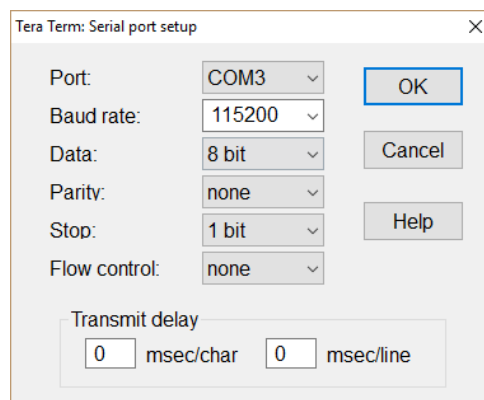 Tera Term: Serial port setup
Port: COM3
OK
Baud rate: 115200
Data: 8 bit
Cancel
Parity: none
Stop: 1 bit
Help
Flow control: none
Transmit delay
0 msec/char 0 msec/line